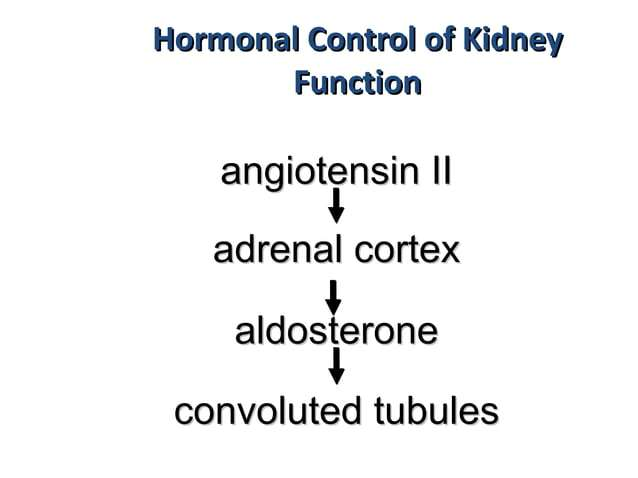 Hormonal Control of Kidney
Function
angiotensin II
adrenal cortex
aldosterone
convoluted tubules